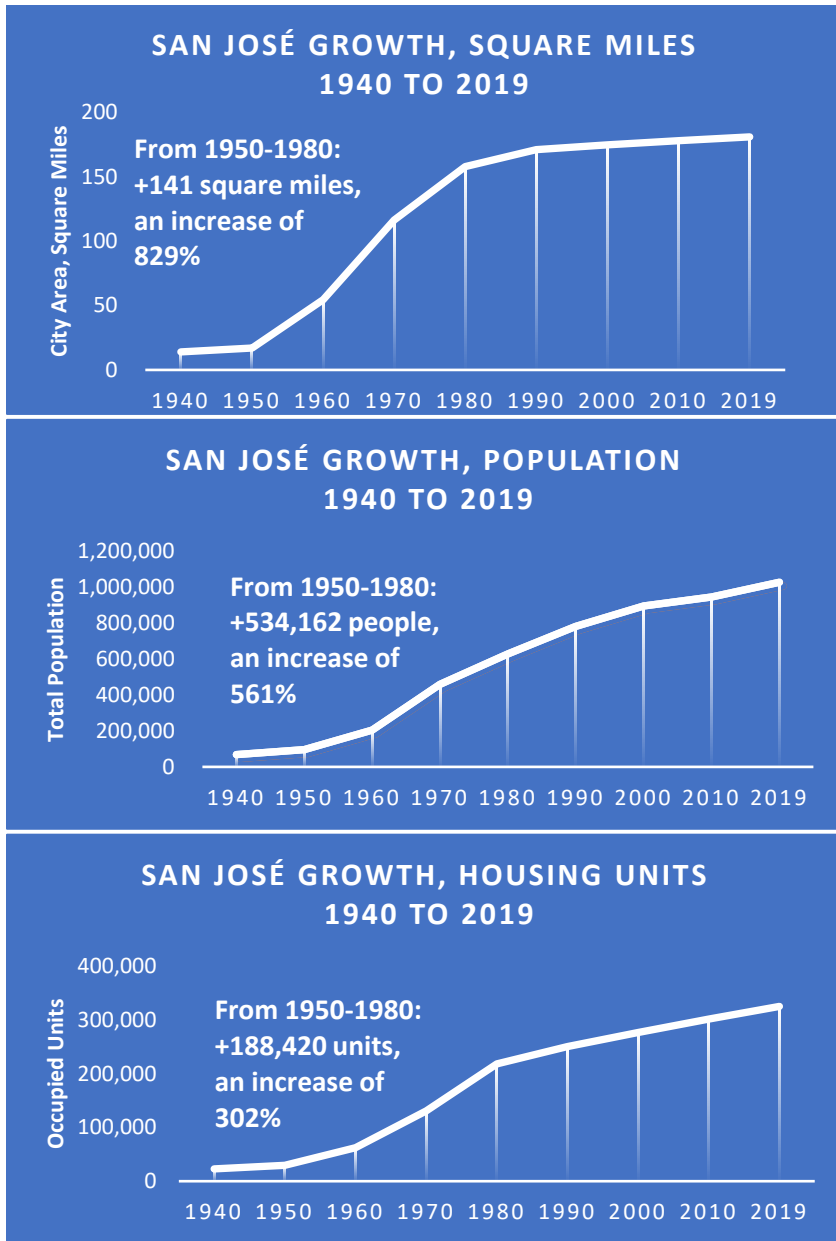 SAN JOSÉ GROWTH, SQUARE MILES
1940 TO 2019
City Area, Square Miles
200
150
100
50
0
From 1950-1980:
+141 square miles,
an increase of
829%
1940 1950 1960 1970 1980 1990 2000 2010 2019
SAN JOSÉ GROWTH, POPULATION
1940 TO 2019
Total Population
1,200,000
1,000,000
800,000
600,000
400,000
200,000
0
From 1950-1980:
+534,162 people,
an increase of
561%
1940 1950 1960 1970 1980 1990 2000 2010 2019
SAN JOSÉ GROWTH, HOUSING UNITS
1940 TO 2019
Occupied Units
400,000
300,000
200,000
100,000
0
From 1950-1980:
+188,420 units,
an increase of
302%
1940 1950 1960 1970 1980 1990 2000 2010 2019